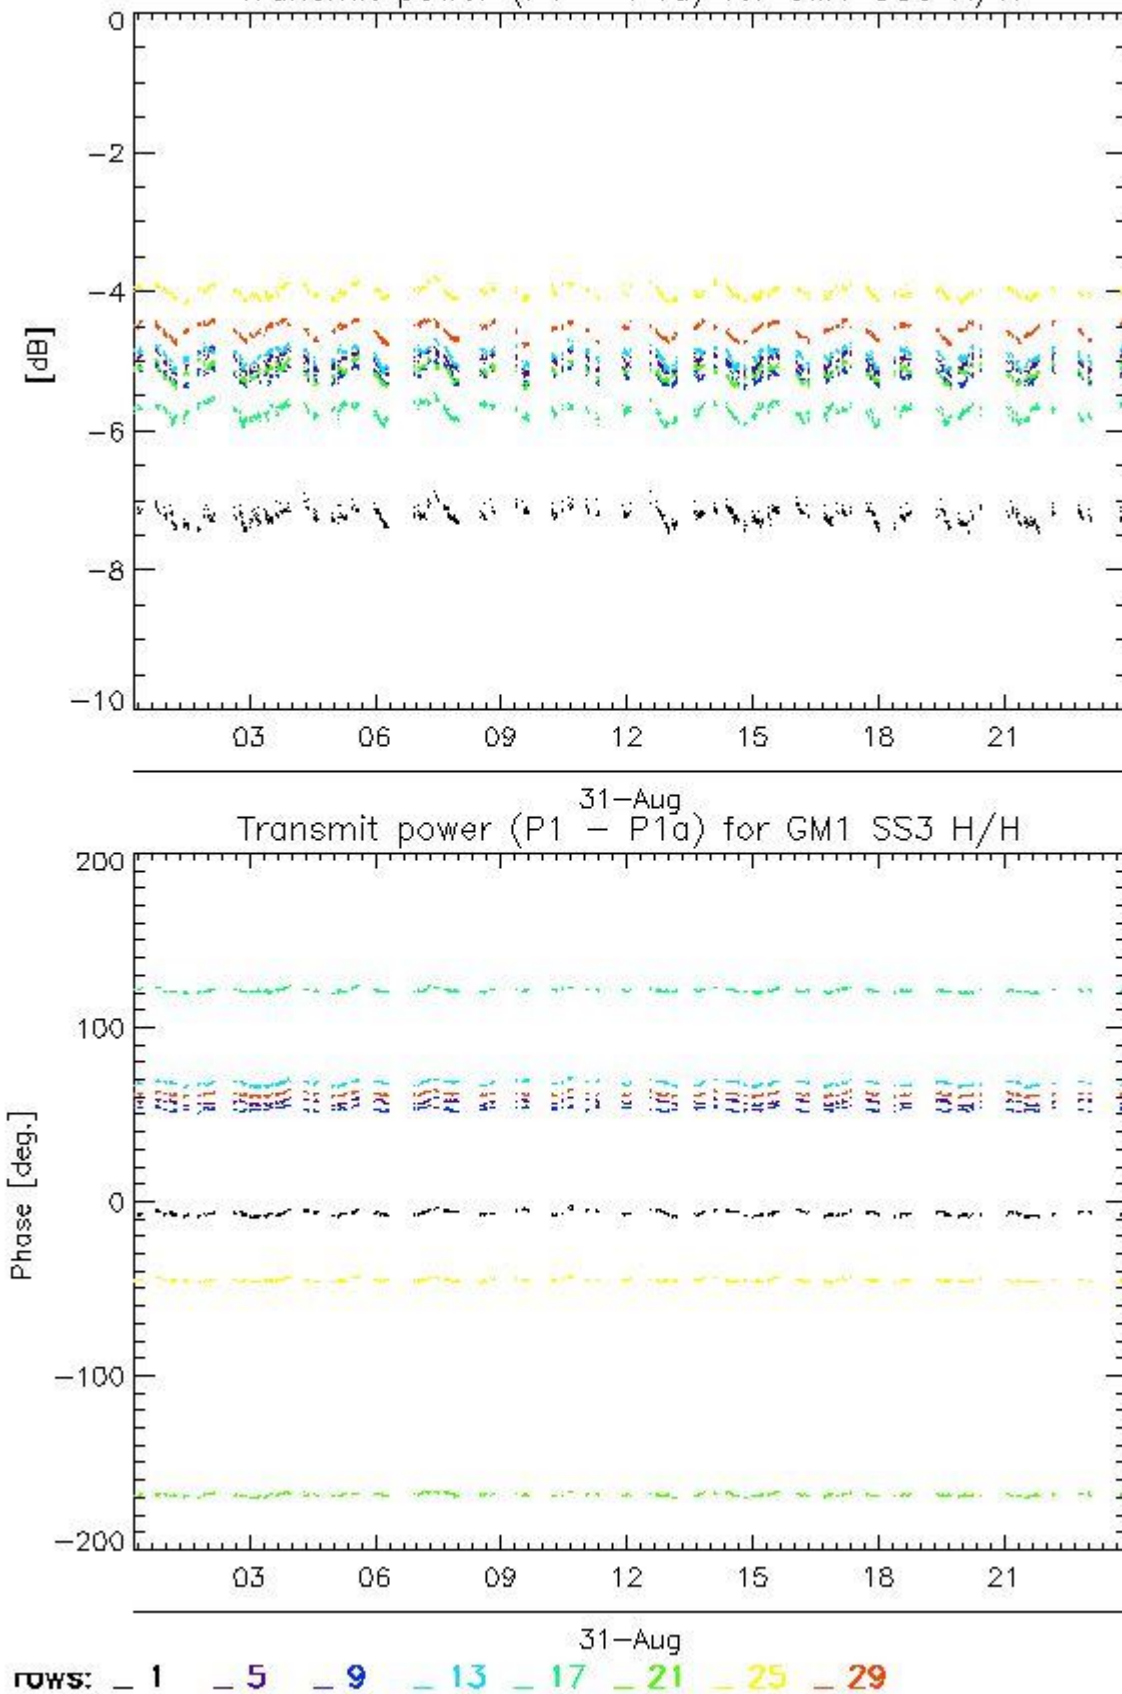 0
−2
−4
[dB]
−6
−8
−10
03 06 09 12 15 18 21
31−Aug
Transmit power (P1 − P1a) for GM1 SS3 H/H
200
100
Phase [deg.]
0
−100
−200
03 06 09 12 15 18 21
31−Aug
rows: _ 1 _ 5 _ 9 _ 13 _ 17 _ 21 _ 25 _ 29